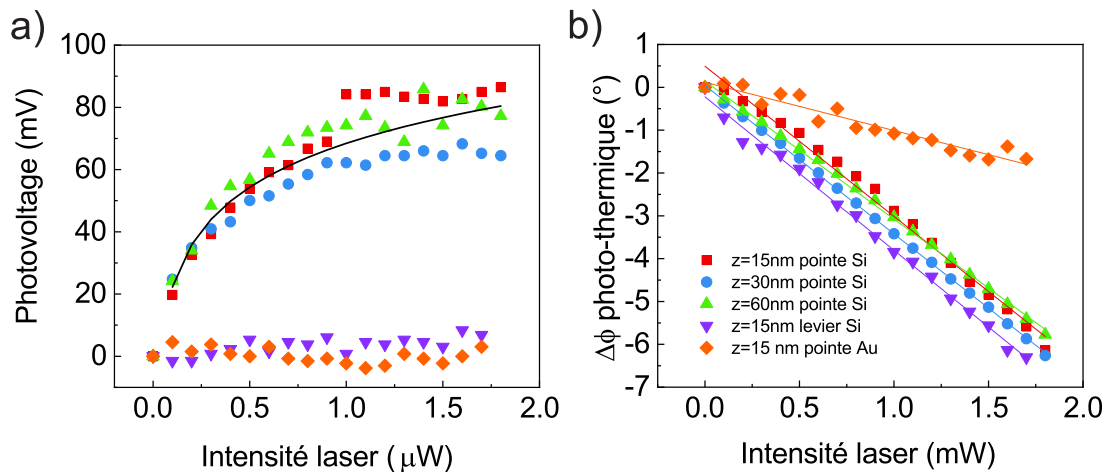 a)
Photovoltage (mV)
100
80
60
40
20
0
0.0
0.5
1.0
1.5
2.0
Intensité laser ( μW)
b)
Δϕ photo-thermique (°)
1
0
-1
-2
-3
-4
-5
-6
-7
z=15nm pointe Si
z=30nm pointe Si
z=60nm pointe Si
z=15nm levier Si
z=15 nm pointe Au
0.0
0.5
1.0
1.5
2.0
Intensité laser (mW)